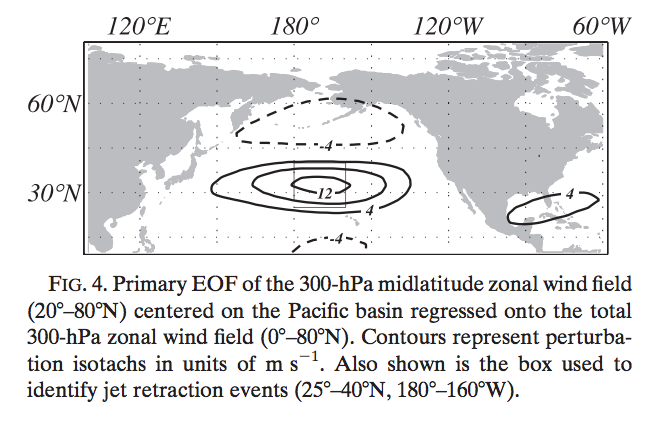 120°E 180° 120°W 60°W
60°N
-4
12
4
30°N
4
-4
FIG. 4. Primary EOF of the 300-hPa midlatitude zonal wind field
(20°–80°N) centered on the Pacific basin regressed onto the total
300-hPa zonal wind field (0°–80°N). Contours represent perturba-
tion isotachs in units of m s⁻¹. Also shown is the box used to
identify jet retraction events (25°–40°N, 180°–160°W).